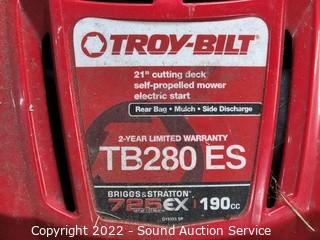 TROY-BILT
21" cutting deck
self-propelled mower
electric start
Rear Bag • Mulch • Side Discharge
2-YEAR LIMITED WARRANTY
TB280 ES
BRIGGS & STRATTON
725EX 190cc
Copyright 2022 - Sound Auction Service